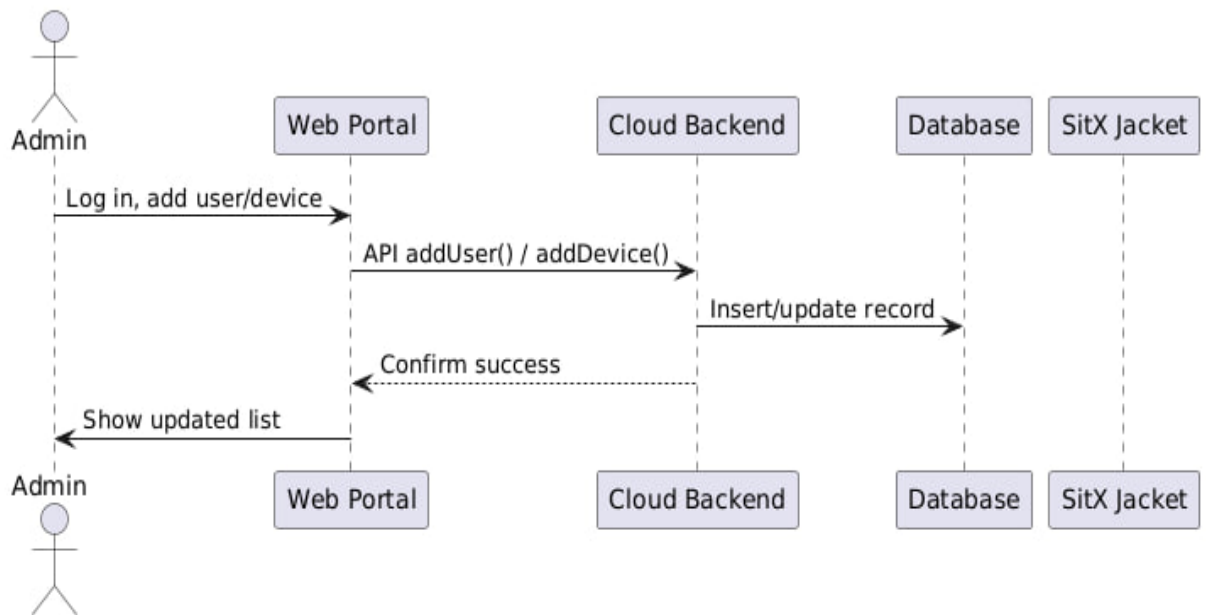 Admin
Web Portal
Cloud Backend
Database
SitX Jacket
Log in, add user/device
API addUser() / addDevice()
Insert/update record
Confirm success
Show updated list
Admin
Web Portal
Cloud Backend
Database
SitX Jacket